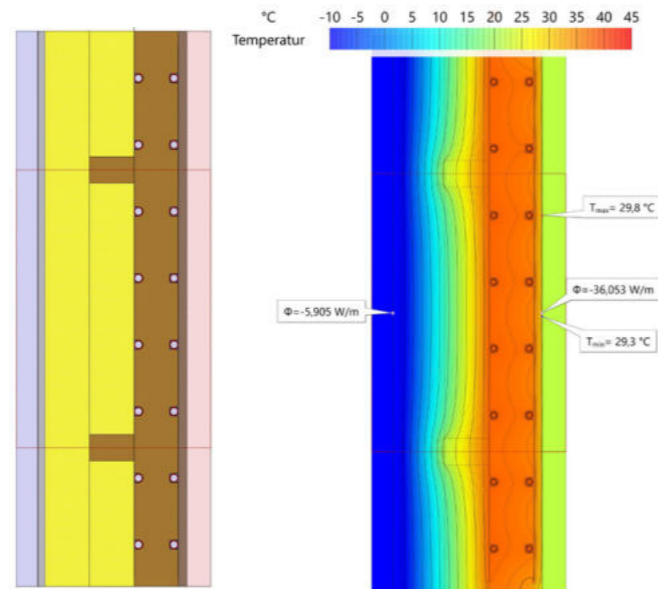 °C -10 -5 0 5 10 15 20 25 30 35 45
Temperatur
Tmax= 29,8 °C
Φ=-5,905 W/m
Φ=-36,053 W/m
Tmin= 29,3 °C